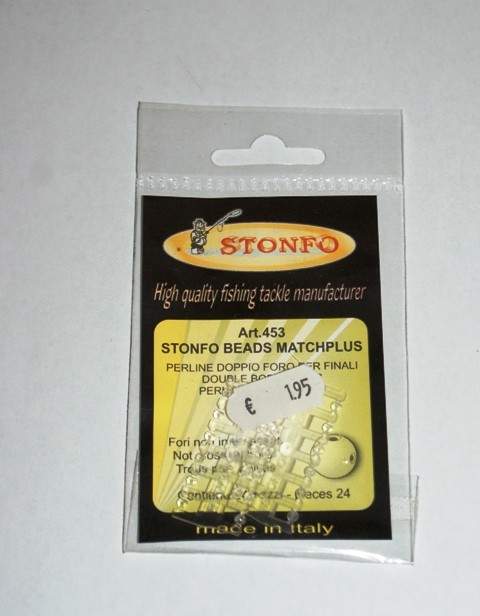 STONFO
High quality fishing tackle manufacturer
Art.453
STONFO BEADS MATCHPLUS
PERLINE DOPPIO FORO PER FINALI
DOUBLE
€ 1.95
Fori non
Not
pieces 24
made in Italy